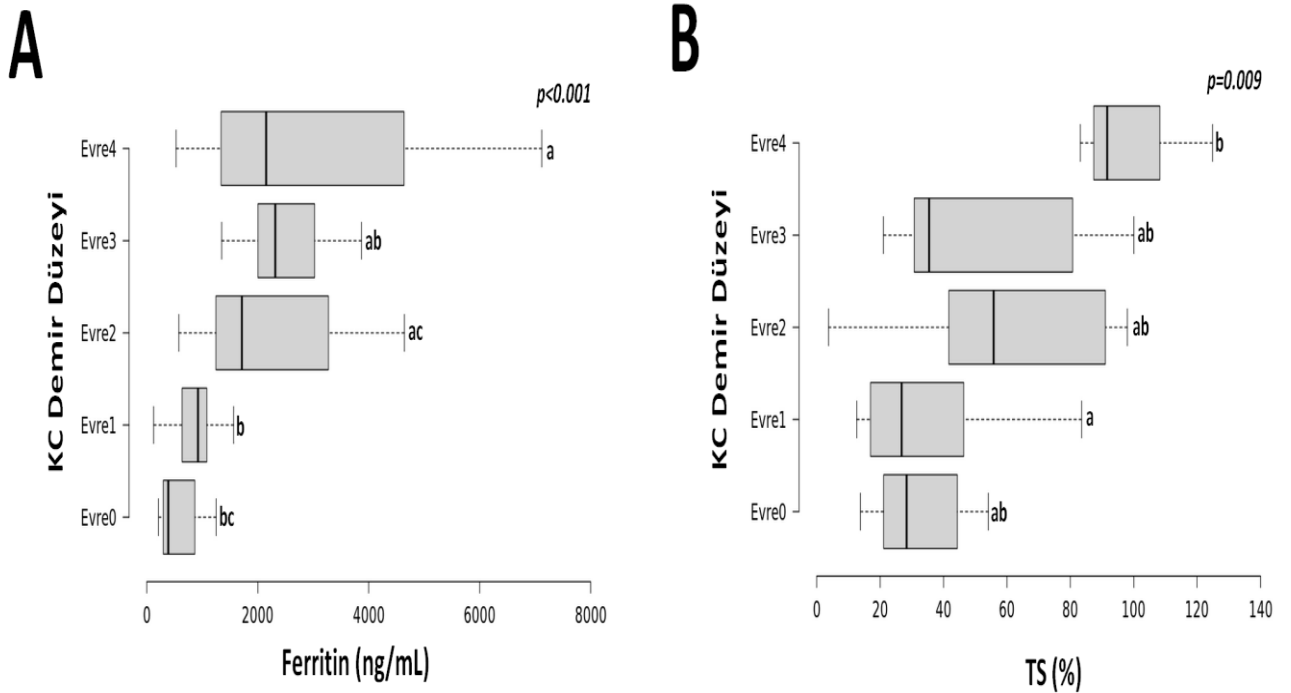 A
p<0.001
KC Demir Düzeyi
Evre4
a
Evre3
ab
Evre2
ac
Evre1
b
Evre0
bc
0 2000 4000 6000 8000
Ferritin (ng/mL)
B
p=0.009
KC Demir Düzeyi
Evre4
b
Evre3
ab
Evre2
ab
Evre1
a
Evre0
ab
0 20 40 60 80 100 120 140
TS (%)